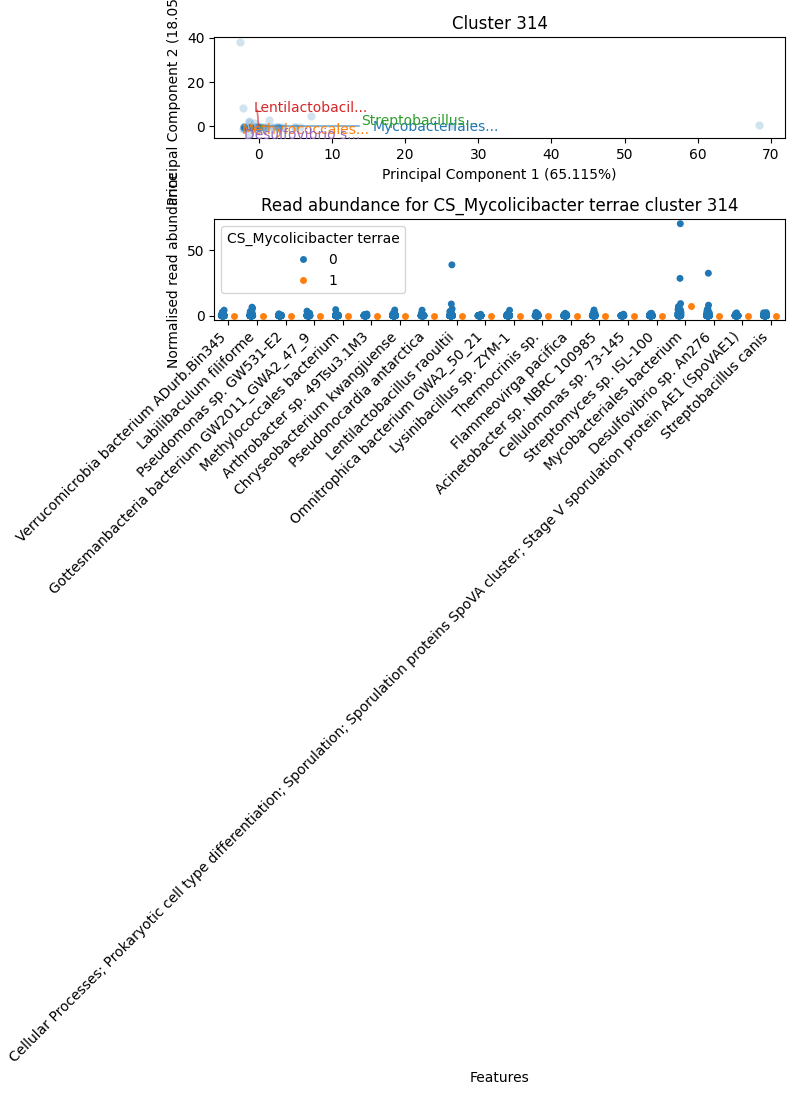 Cluster 314
Principal Component 2 (18.05
40
20
0
Lentilactobacil...
Streptobacillus...
Mycobacteriales...
0
10
20
30
40
50
60
70
Principal Component 1 (65.115%)
Read abundance for CS_Mycolicibacter terrae cluster 314
Normalised read abundance
50
0
CS_Mycolicibacter terrae
0
1
Verrucomicrobia bacterium ADurb.Bin345
Labilibaculum filiforme
Pseudomonas sp. GW531-E2
Gottesmanbacteria bacterium GW2011_GWA2_47_9
Methylococcales bacterium
Arthrobacter sp. 49Tsu3.1M3
Chryseobacterium kwangjuense
Pseudonocardia antarctica
Lentilactobacillus raoultii
Omnitrophica bacterium GWA2_50_21
Lysinibacillus sp. ZYM-1
Thermocrinis sp.
Flammeovirga pacifica
Acinetobacter sp. NBRC 100985
Cellulomonas sp. 73-145
Streptomyces sp. ISL-100
Mycobacteriales bacterium
Desulfovibrio sp. An276
Cellular Processes; Prokaryotic cell type differentiation; Sporulation; Sporulation proteins SpoVA cluster; Stage V sporulation protein AE1 (SpoVAE1)
Streptobacillus canis
Features